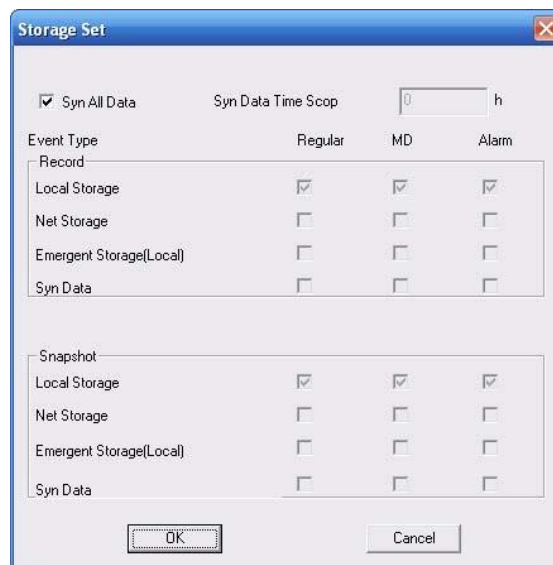 Storage Set
Syn All Data Syn Data Time Scop 0 h
Event Type Regular MD Alarm
Record
Local Storage
Net Storage
Emergent Storage(Local)
Syn Data
Snapshot
Local Storage
Net Storage
Emergent Storage(Local)
Syn Data
OK Cancel